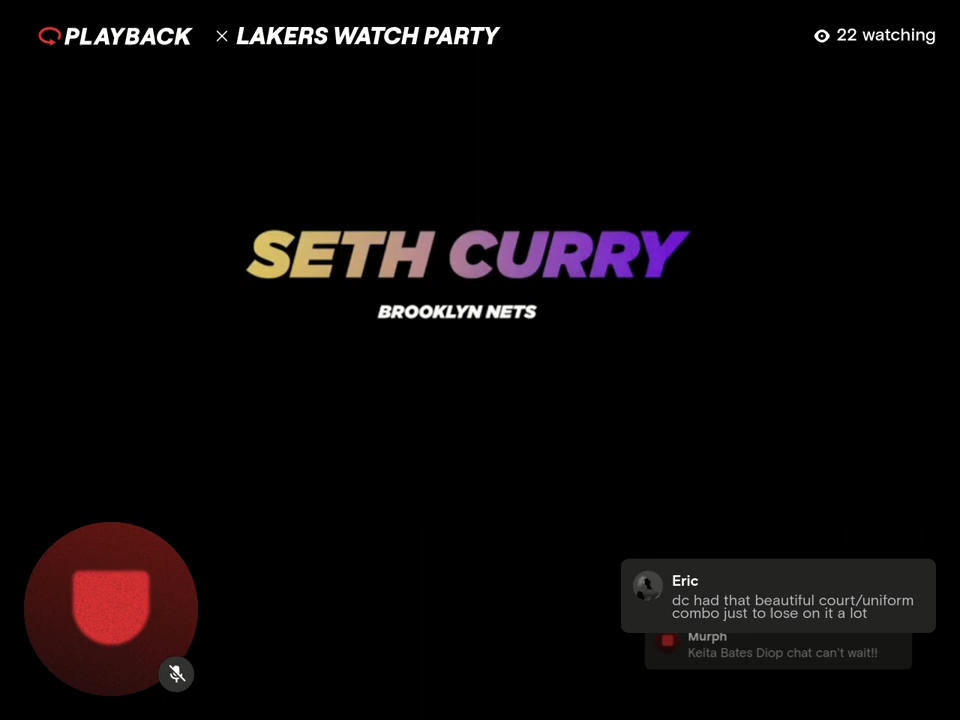 PLAYBACK × LAKERS WATCH PARTY
22 watching
SETH CURRY
BROOKLYN NETS
Eric
dc had that beautiful court/uniform
combo just to lose on it a lot
Murph
Keita Bates Diop chat can't wait!!